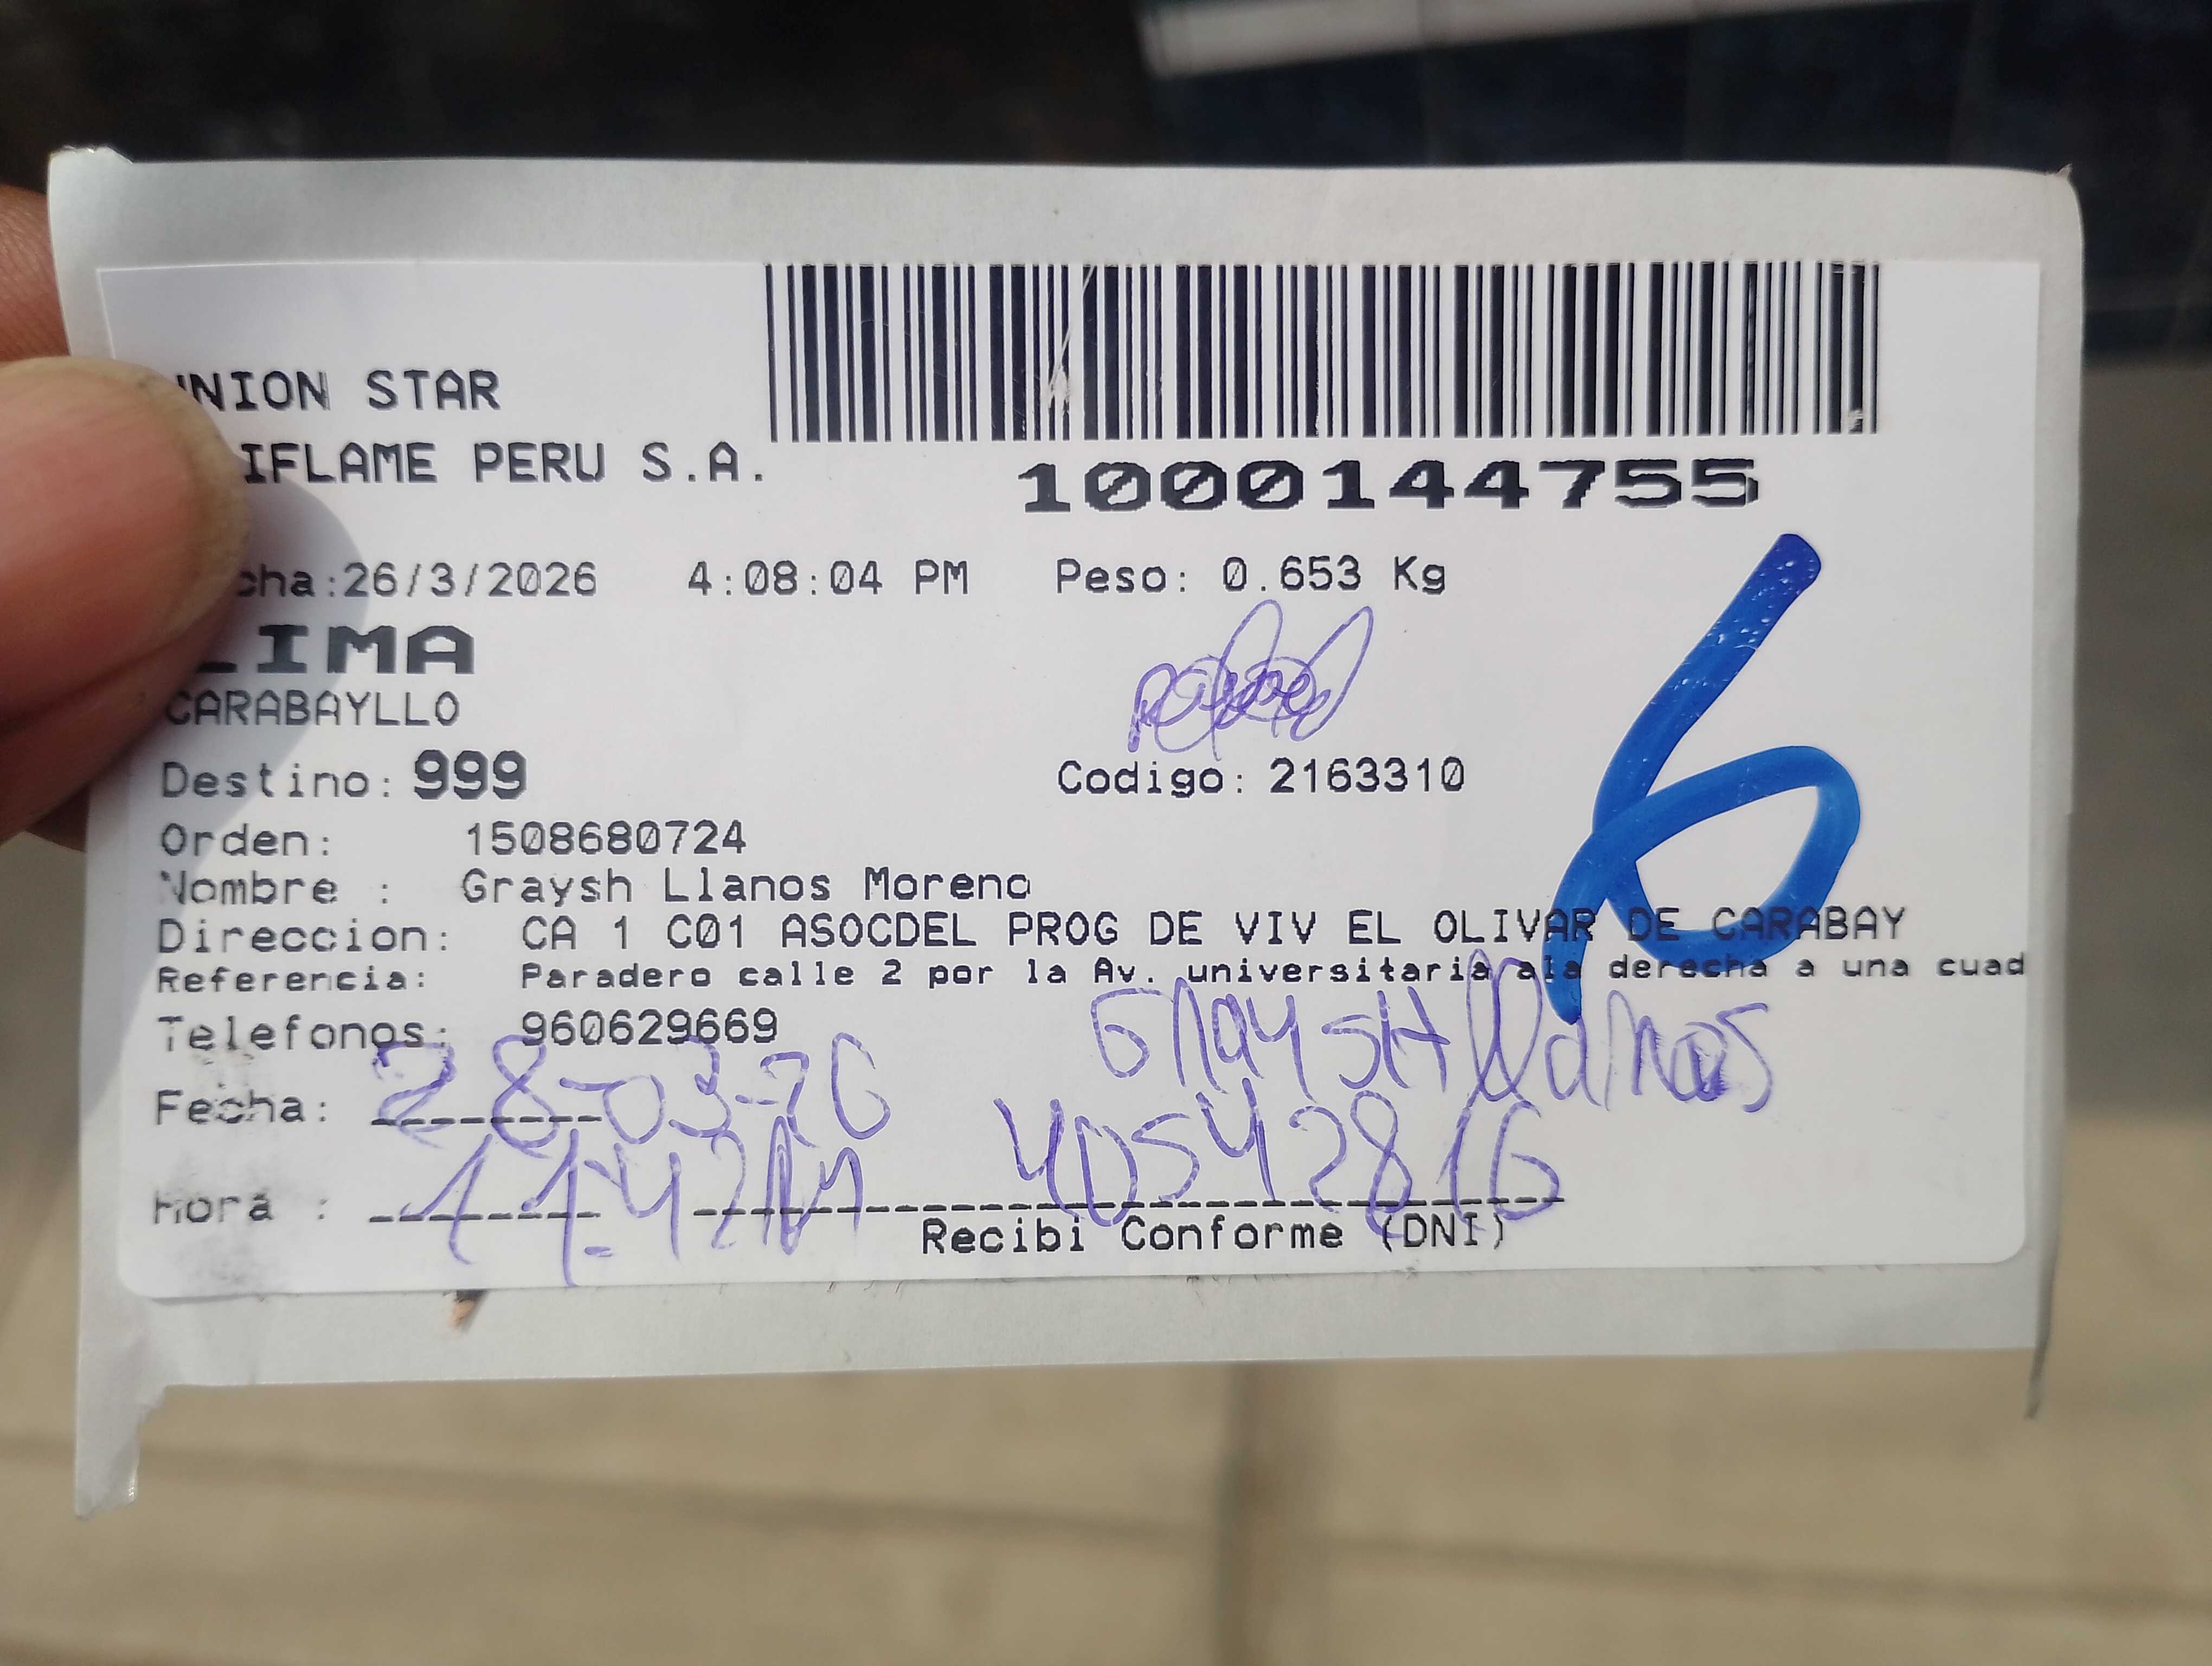 NION STAR
IFLAME PERU S.A.
1000144755
cha:26/3/2026 4:08:04 PM Peso: 0.653 Kg
LIMA
CARABAYLLO
Destino: 999 Codigo: 2163310
6
Orden: 1508680724
Nombre : Graysh Llanos Moreno
Direccion: CA 1 C01 ASOCDEL PROG DE VIV EL OLIVAR DE CARABAY
Referencia: Paradero calle 2 por la Av. universitaria ala derecha a una cuad
Telefonos: 960629669
GRAYSH llanos
Fecha: 28-03-26
40542816
Hora :
Recibi Conforme (DNI)